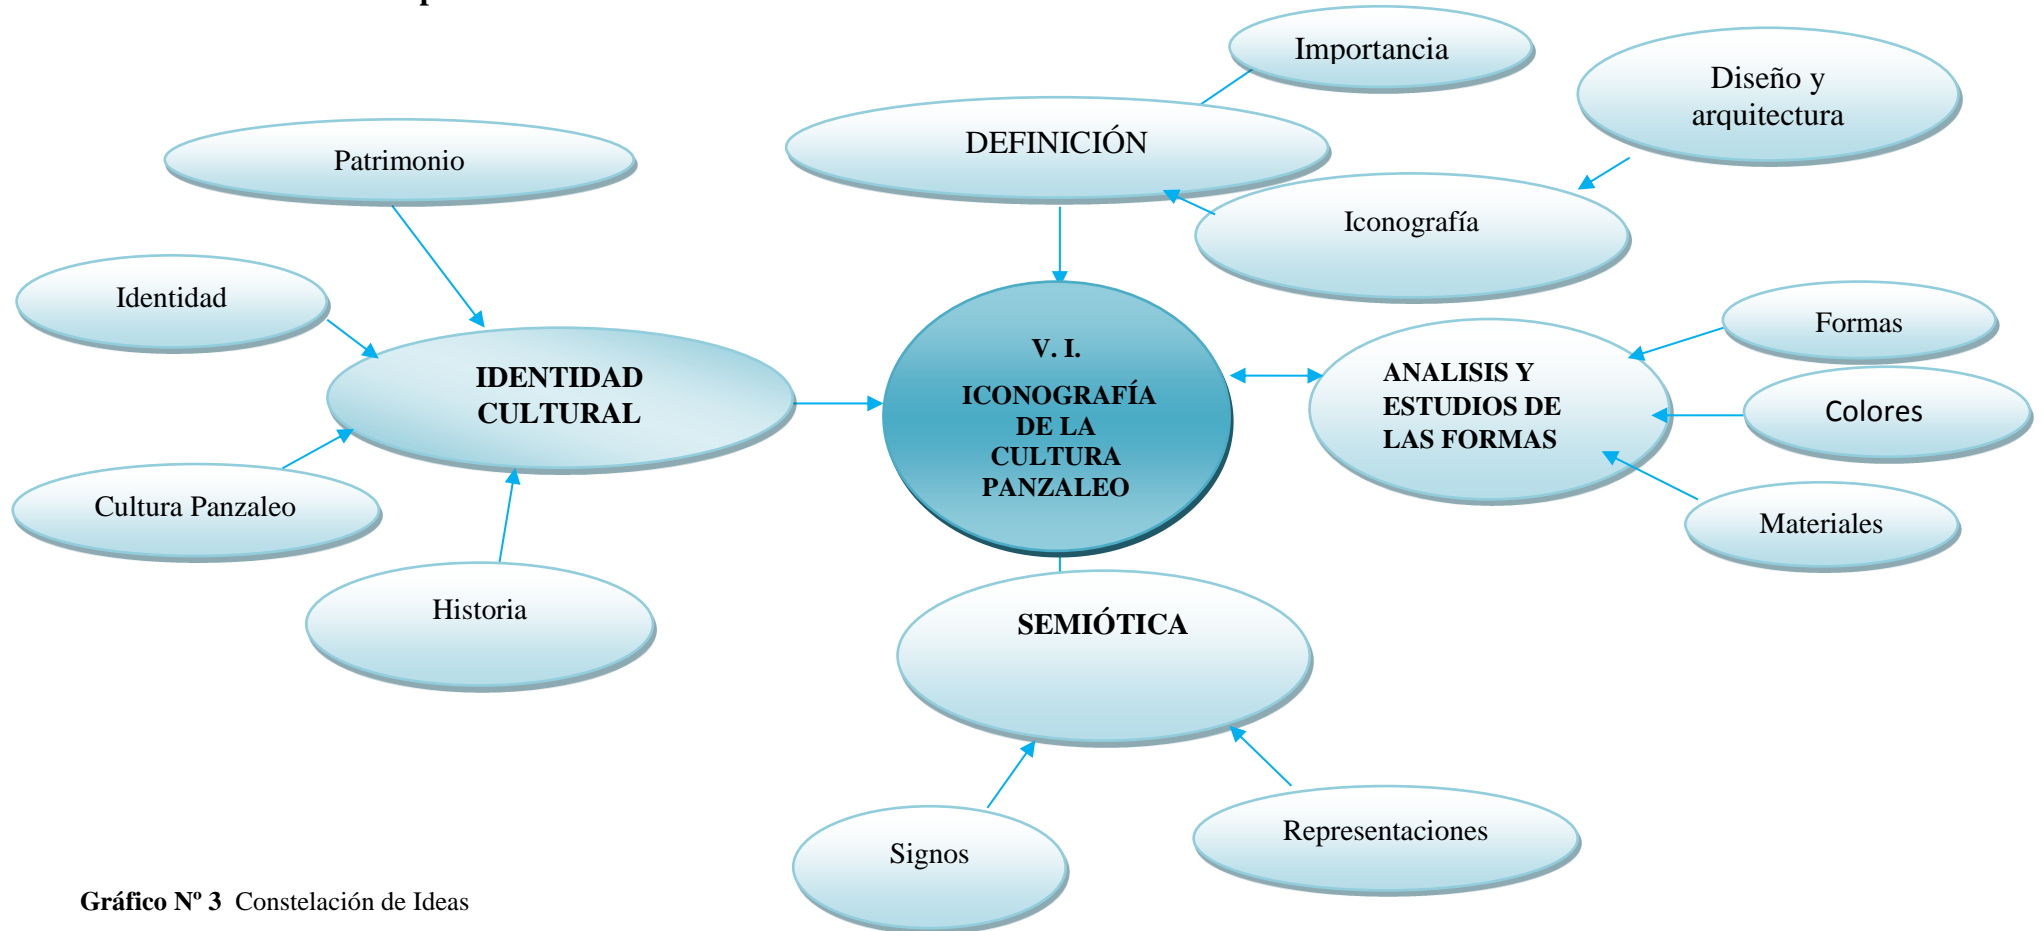 Importancia
Diseño y
arquitectura
DEFINICIÓN
Patrimonio
Iconografía
Identidad
Formas
V. I.
ICONOGRAFÍA
DE LA
CULTURA
PANZALEO
IDENTIDAD
CULTURAL
ANALISIS Y
ESTUDIOS DE
LAS FORMAS
Colores
Cultura Panzaleo
Materiales
Historia
SEMIÓTICA
Representaciones
Signos
Gráfico Nº 3 Constelación de Ideas